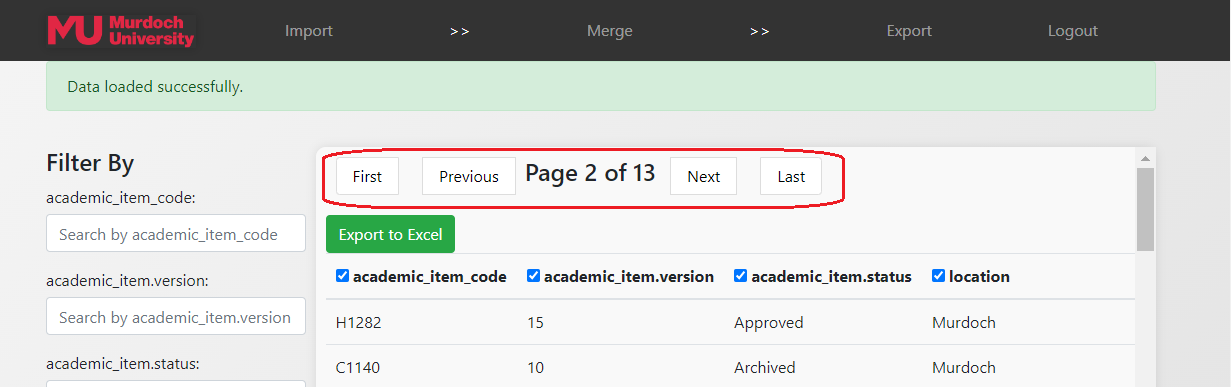 MU Murdoch University
Import >> Merge >> Export Logout
Data loaded successfully.
Filter By
academic_item_code:
Search by academic_item_code
academic_item.version:
Search by academic_item.version
academic_item.status:
First Previous Page 2 of 13 Next Last
Export to Excel
academic_item_code academic_item.version academic_item.status location
H1282 15 Approved Murdoch
C1140 10 Archived Murdoch